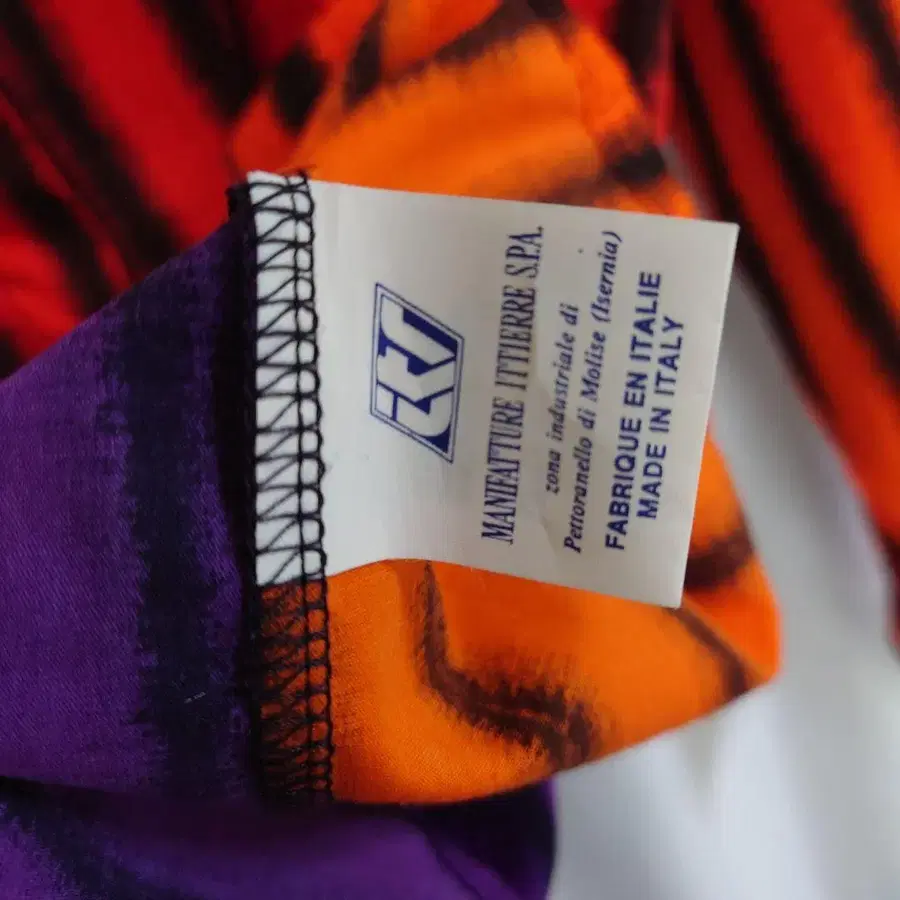 MANIFATTURE ITTIERRE S.P.A.
zona industriale di
Pettoranello di Molise (Isernia)
FABRIQUE EN ITALIE
MADE IN ITALY